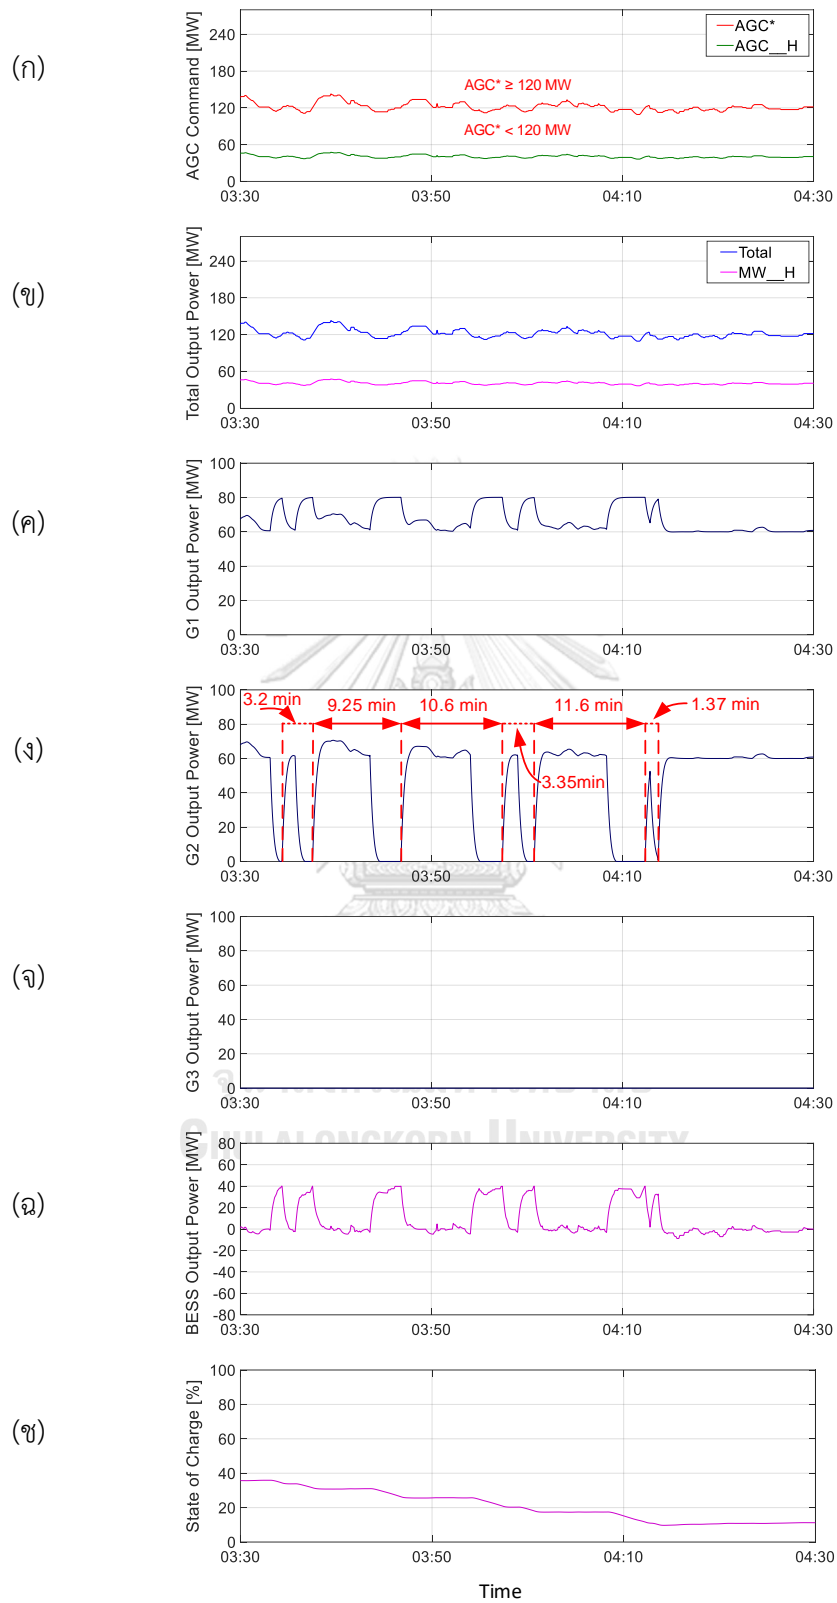 (ก)
AGC Command [MW]
240
180
120
60
0
AGC*
AGC__H
AGC* ≥ 120 MW
AGC* < 120 MW
03:30 03:50 04:10 04:30
(ข)
Total Output Power [MW]
240
180
120
60
0
Total
MW__H
03:30 03:50 04:10 04:30
(ค)
G1 Output Power [MW]
100
80
60
40
20
0
03:30 03:50 04:10 04:30
(ง)
G2 Output Power [MW]
100
80
60
40
20
0
3.2 min 9.25 min 10.6 min 11.6 min 1.37 min
3.35min
03:30 03:50 04:10 04:30
(จ)
G3 Output Power [MW]
100
80
60
40
20
0
03:30 03:50 04:10 04:30
CHULALONGKORN UNIVERSITY
(ฉ)
BESS Output Power [MW]
80
60
40
20
0
-20
-40
-60
-80
03:30 03:50 04:10 04:30
(ช)
State of Charge [%]
100
80
60
40
20
0
03:30 03:50 04:10 04:30
Time